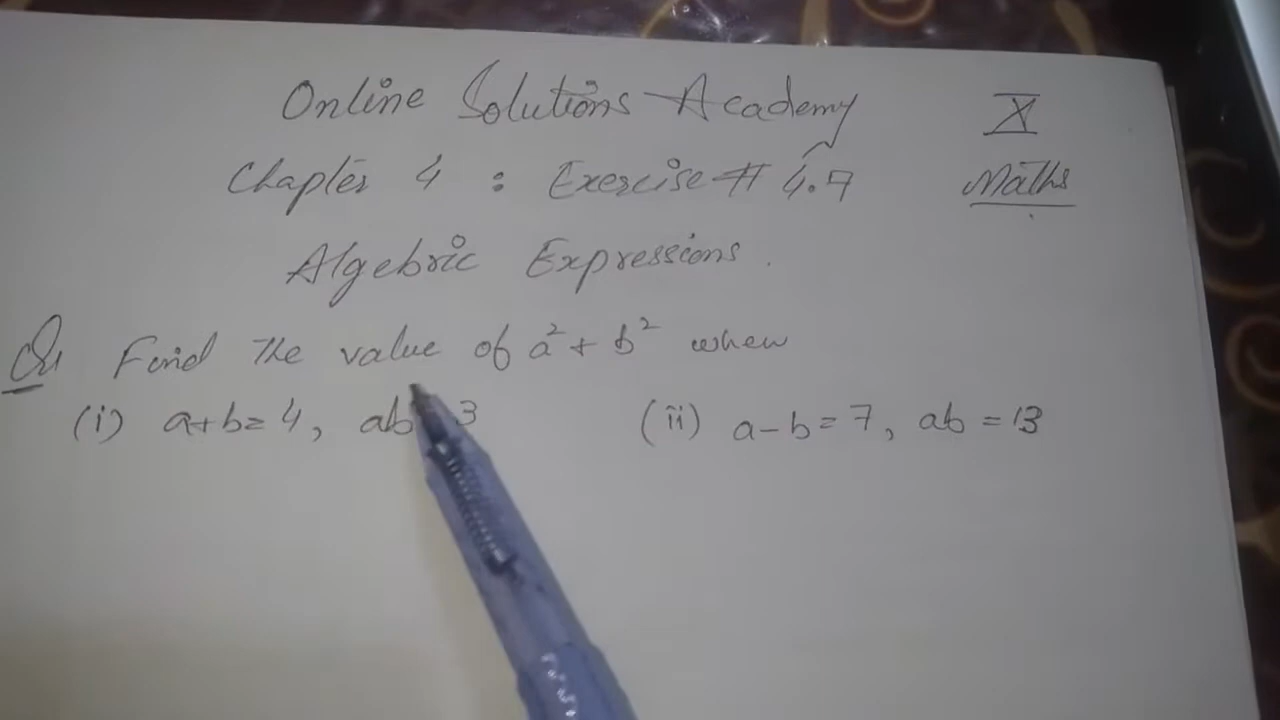 Online Solutions Academy X
Chapter 4 : Exercise # 4.7 Maths
Algebric Expressions.
Find the value of a² + b² when
(i) a+b=4, ab 3 (ii) a-b=7, ab=13